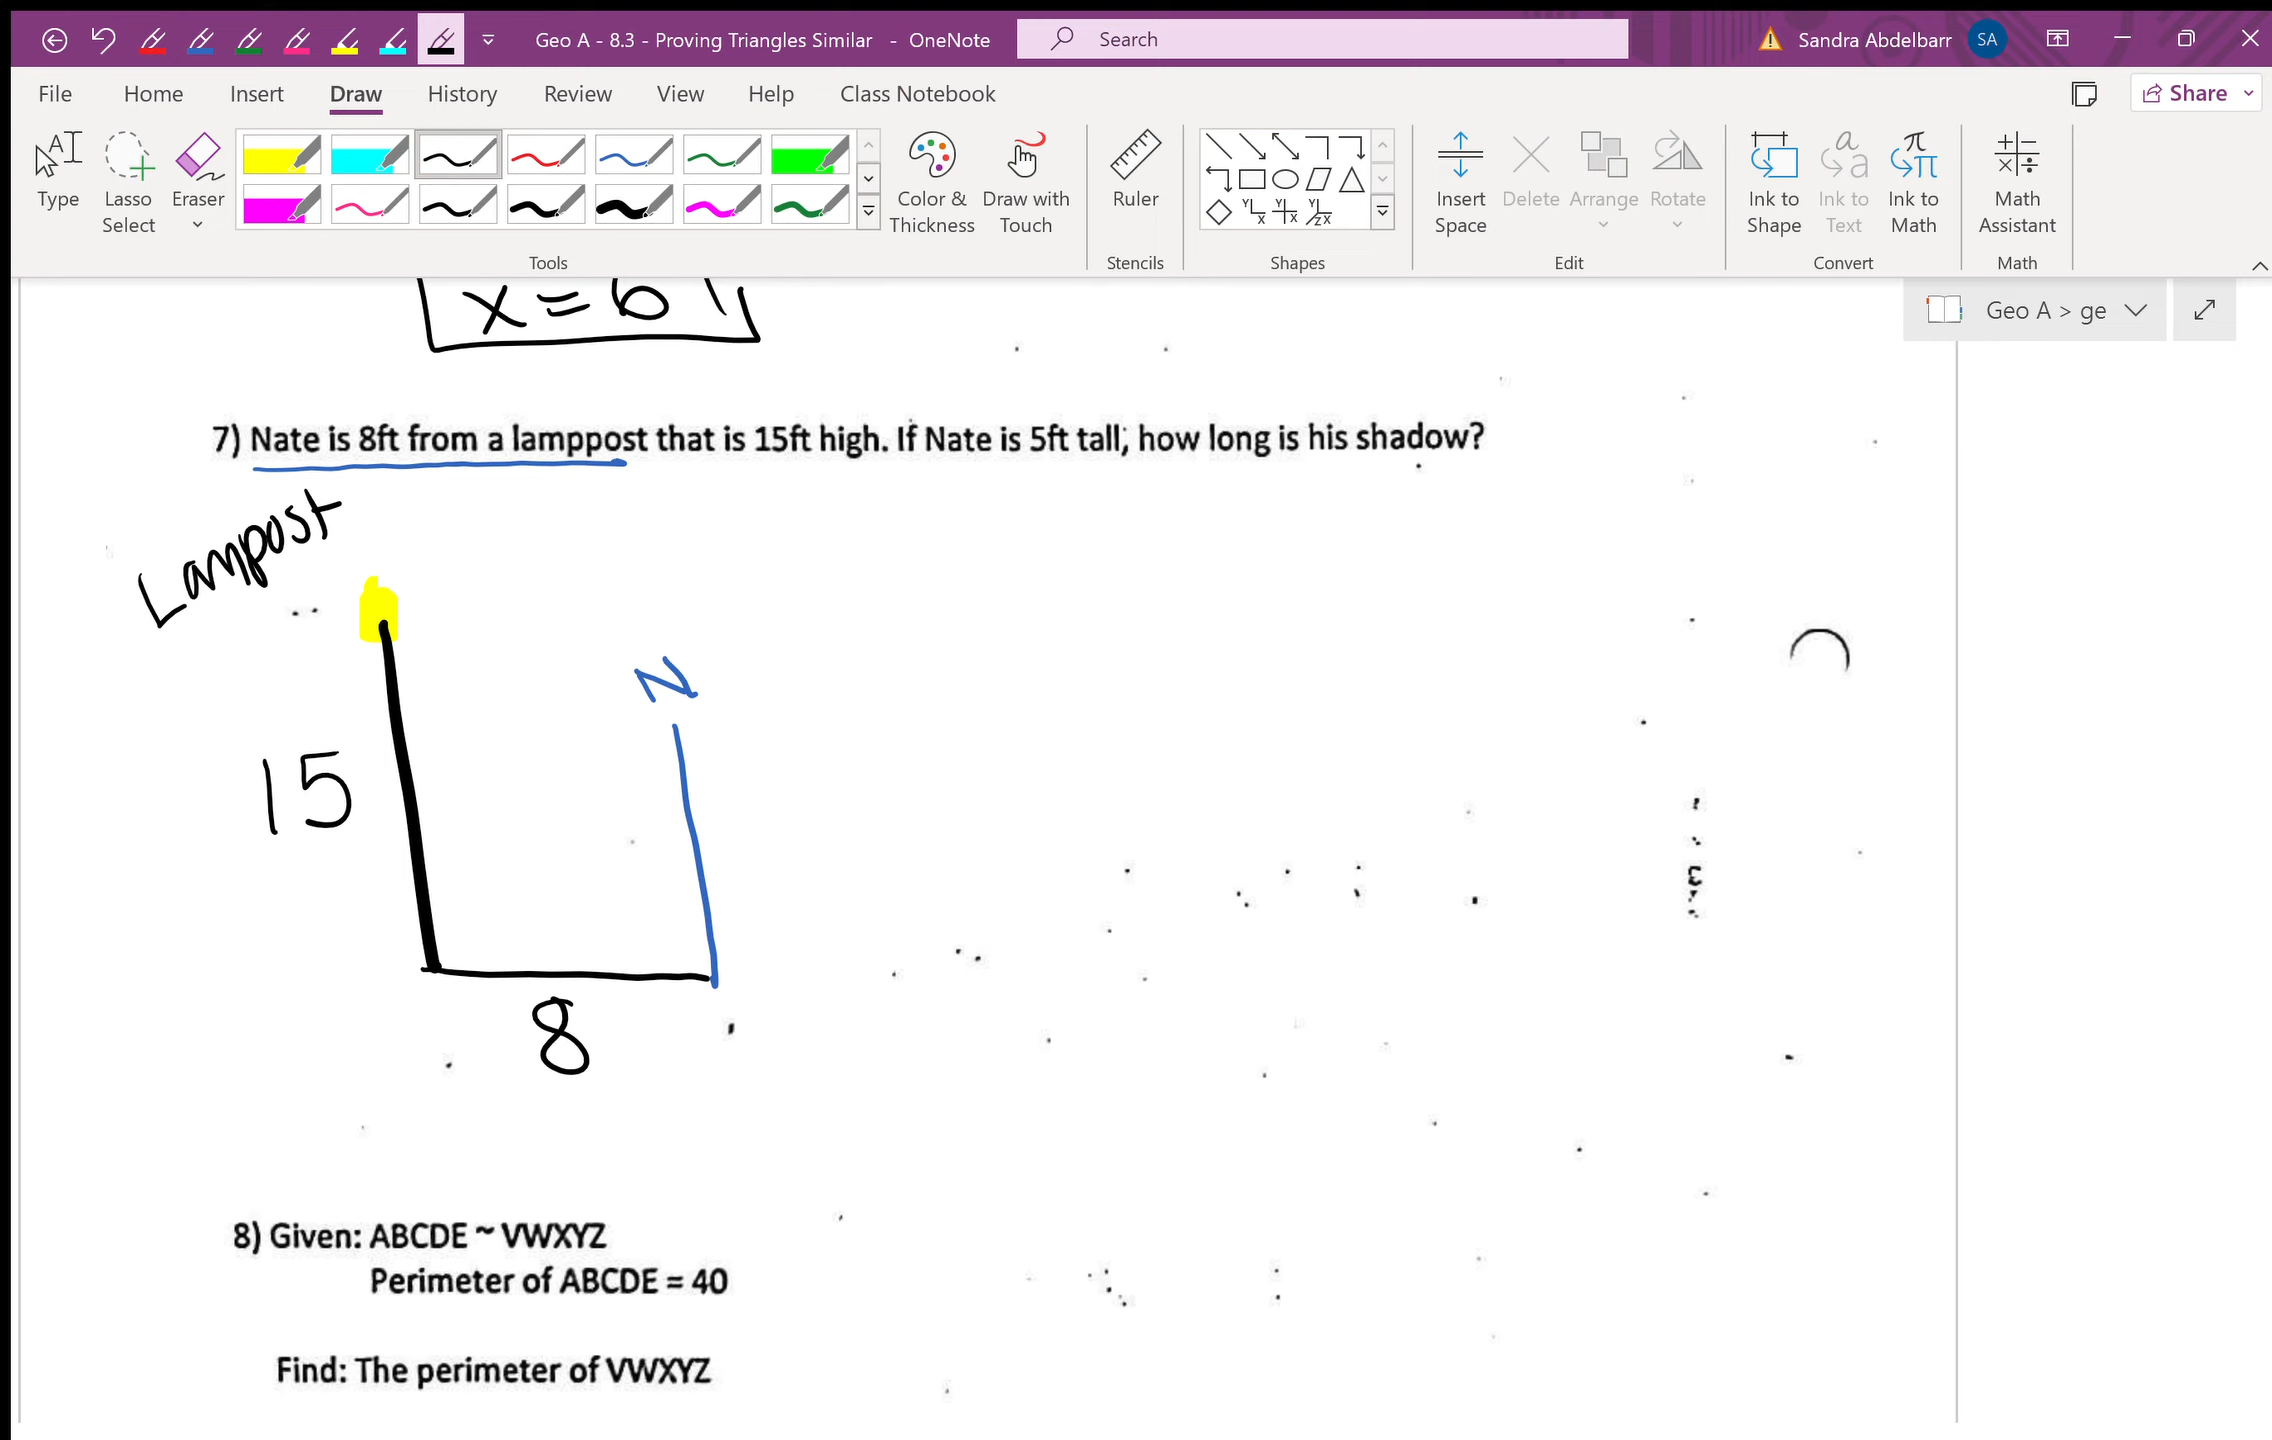 Geo A - 8.3 - Proving Triangles Similar - OneNote
Search
Sandra Abdelbarr SA
File Home Insert Draw History Review View Help Class Notebook
Share
Type
Lasso Select
Eraser
Color & Thickness
Draw with Touch
Ruler
Insert Space
Delete
Arrange
Rotate
Ink to Shape
Ink to Text
Ink to Math
Math Assistant
Tools Stencils Shapes Edit Convert Math
Geo A > ge
x = 6
7) Nate is 8ft from a lamppost that is 15ft high. If Nate is 5ft tall, how long is his shadow?
Lampost
N
15
8
8) Given: ABCDE ~ VWXYZ
Perimeter of ABCDE = 40
Find: The perimeter of VWXYZ